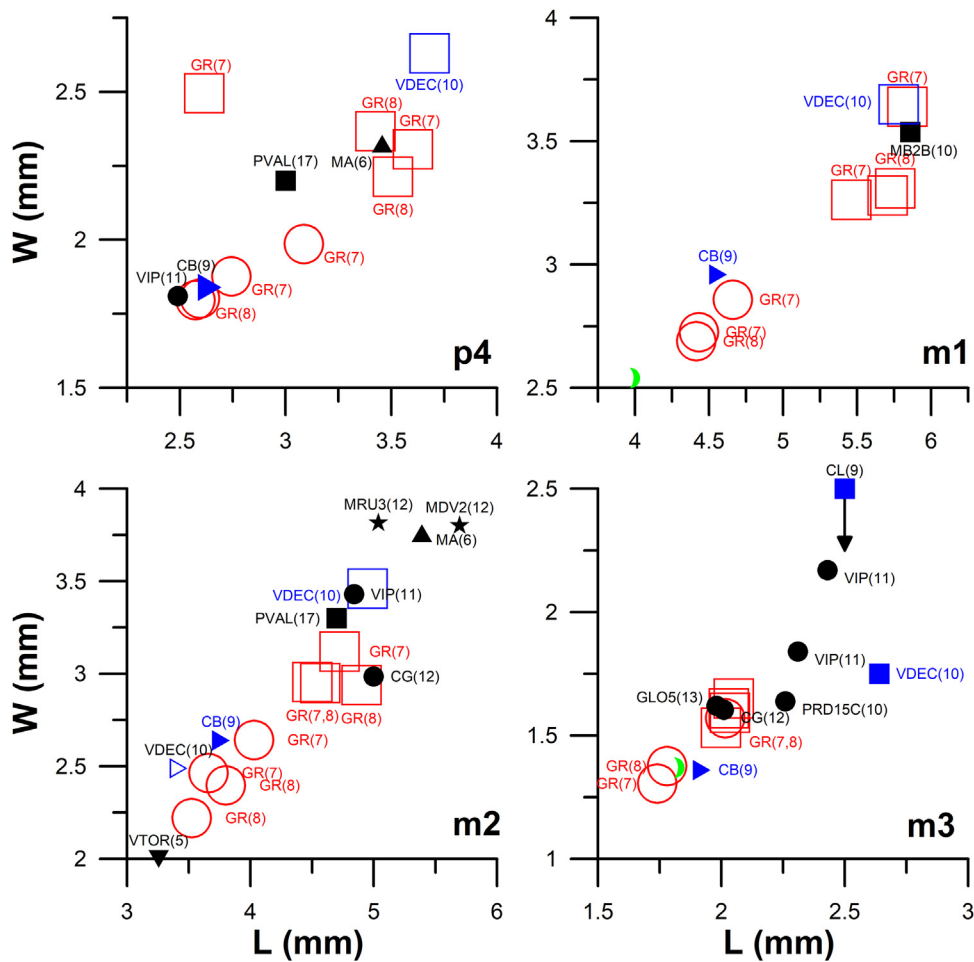 GR(7)
VDEC(10)
GR(8)
GR(7)
MA(6)
PVAL(17)
GR(8)
GR(7)
CB(9)
VIP(11)
GR(7)
GR(8)
p4
2.5
2
1.5
2.5
3
3.5
4
W (mm)
GR(7)
VDEC(10)
MB2B(10)
GR(8)
GR(7)
CB(9)
GR(7)
GR(7)
GR(8)
m1
4
3.5
3
2.5
4
4.5
5
5.5
6
MRU3(12)
MDV2(12)
MA(6)
VDEC(10)
VIP(11)
PVAL(17)
GR(7)
CG(12)
GR(7,8)
GR(8)
CB(9)
GR(7)
VDEC(10)
GR(7)
GR(8)
GR(8)
VTOR(5)
m2
4
3.5
3
2.5
2
3
4
5
6
W (mm)
L (mm)
CL(9)
VIP(11)
VIP(11)
VDEC(10)
GLO5(13)
CG(12)
PRD15C(10)
GR(7,8)
GR(8)
GR(7)
CB(9)
m3
2.5
2
1.5
1
1.5
2
2.5
3
L (mm)